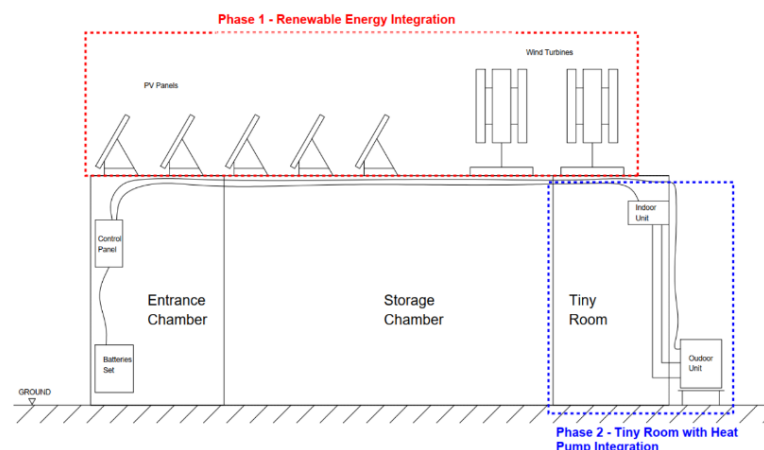 Phase 1 - Renewable Energy Integration
Wind Turbines
PV Panels
Indoor
Unit
Control
Panel
Entrance
Chamber
Storage
Chamber
Tiny
Room
Batteries
Set
Oudoor
Unit
GROUND
Phase 2 - Tiny Room with Heat
Pump Integration